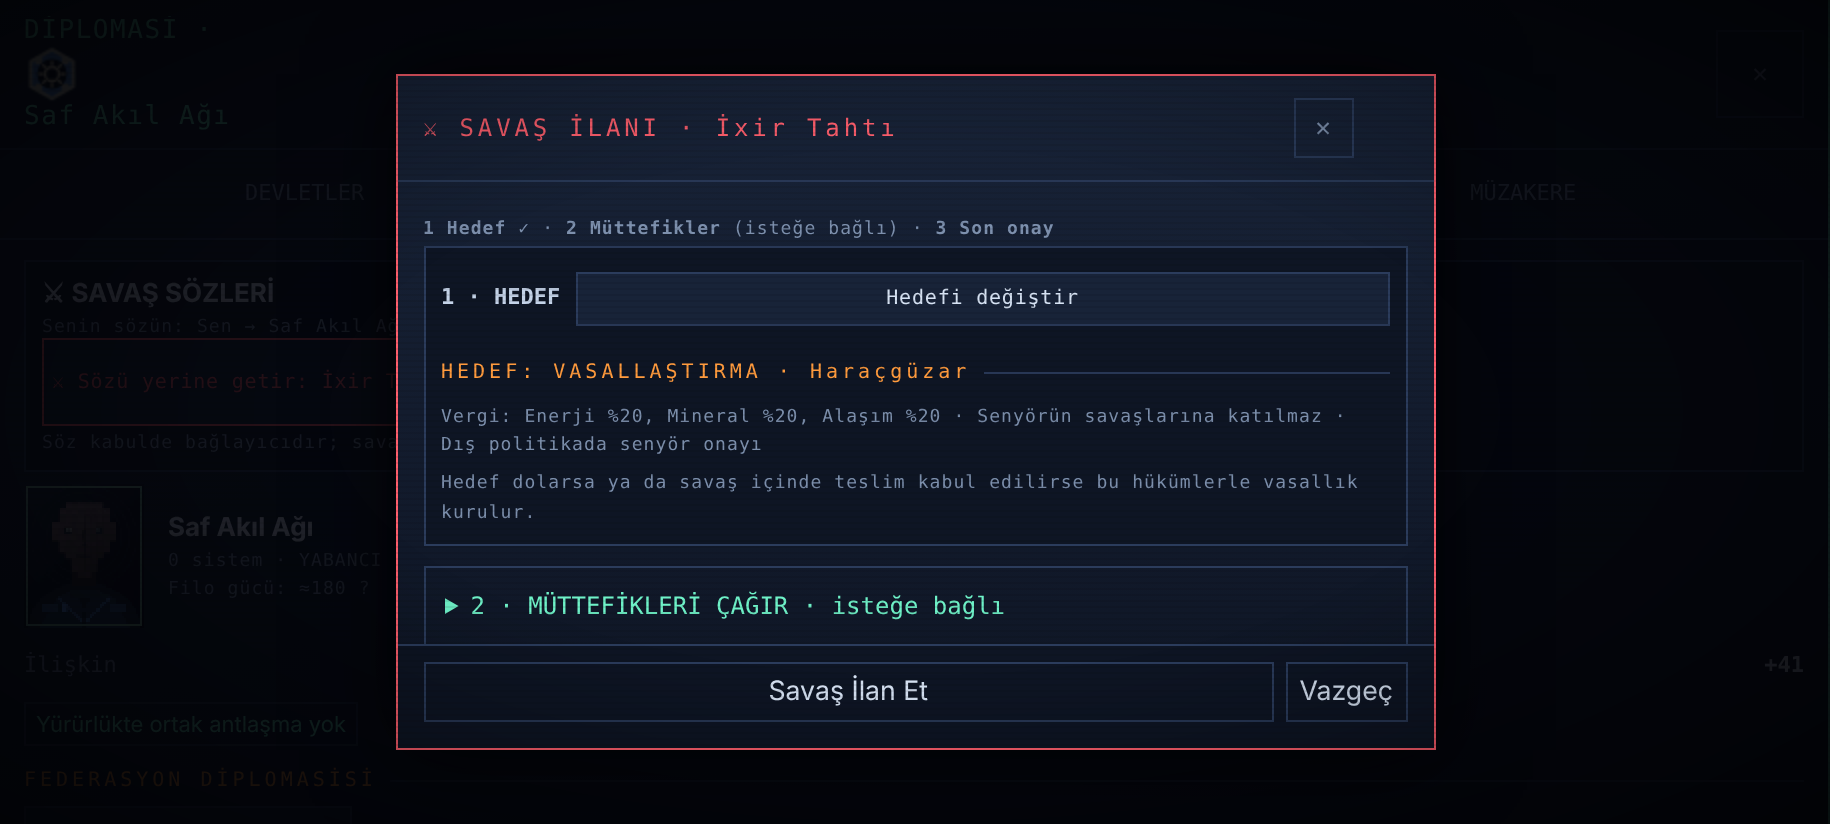 DİPLOMASİ ·
Saf Akıl Ağı
×
DEVLETLER
MÜZAKERE
⚔ SAVAŞ SÖZLERİ
Senin sözün: Sen → Saf Akıl
⚔ Sözü yerine getir: İxir
Söz kabulde bağlayıcıdır;
Saf Akıl Ağı
0 sistem · YABANCI
Filo gücü: ≈180 ?
İlişkin
+41
Yürürlükte ortak antlaşma yok
FEDERASYON DİPLOMASİSİ
⚔ SAVAŞ İLANI · İxir Tahtı
×
1 Hedef ✓ · 2 Müttefikler (isteğe bağlı) · 3 Son onay
1 · HEDEF
Hedefi değiştir
HEDEF: VASALLAŞTIRMA · Haraçgüzar
Vergi: Enerji %20, Mineral %20, Alaşım %20 · Senyörün savaşlarına katılmaz ·
Dış politikada senyör onayı
Hedef dolarsa ya da savaş içinde teslim kabul edilirse bu hükümlerle vasallık
kurulur.
▶ 2 · MÜTTEFİKLERİ ÇAĞIR · isteğe bağlı
Savaş İlan Et
Vazgeç